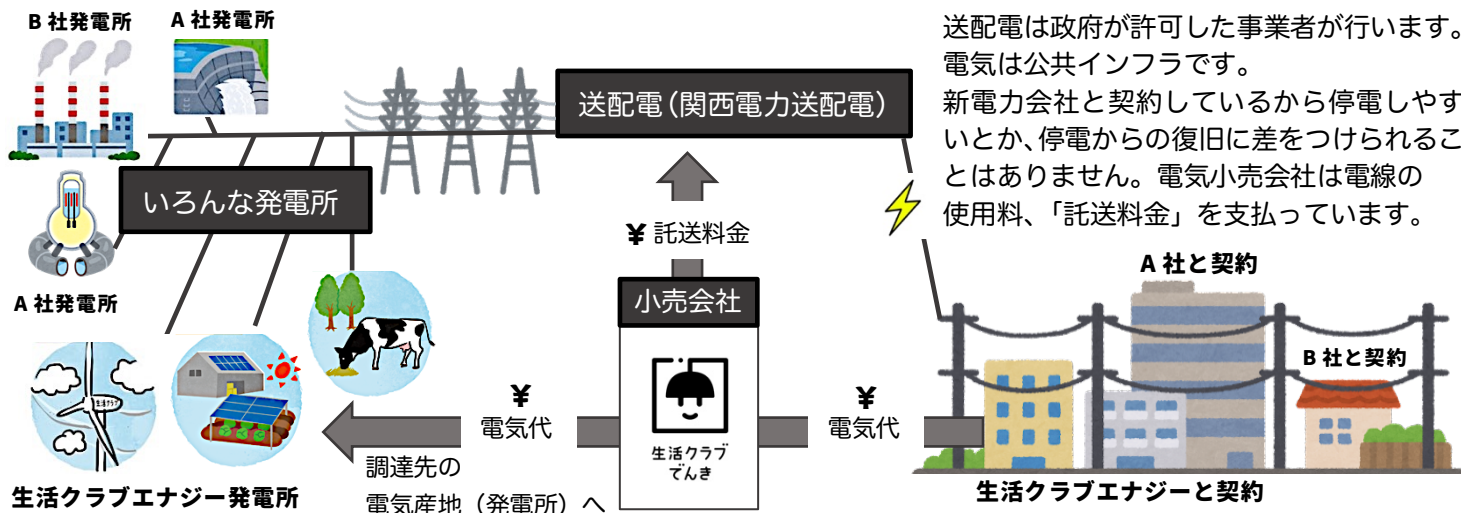 B 社発電所
A 社発電所
送配電は政府が許可した事業者が行います。
電気は公共インフラです。
新電力会社と契約しているから停電しやす
いとか、停電からの復旧に差をつけられるこ
とはありません。電気小売会社は電線の
使用料、「託送料金」を支払っています。
送配電（関西電力送配電）
いろんな発電所
¥ 託送料金
A 社発電所
小売会社
A 社と契約
B 社と契約
生活クラブ
¥
電気代
¥
電気代
生活クラブ
でんき
調達先の
電気産地（発電所）へ
生活クラブエナジー発電所
生活クラブエナジーと契約